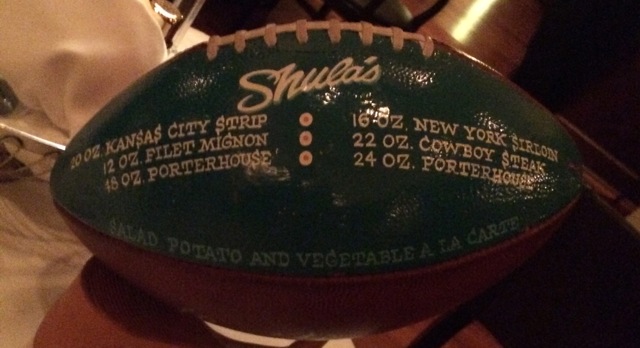 Shula's
20 OZ. KANSAS CITY STRIP
12 OZ. FILET MIGNON
48 OZ. PORTERHOUSE
16 OZ. NEW YORK SIRLOIN
22 OZ. COWBOY STEAK
24 OZ. PORTERHOUSE
SALAD POTATO AND VEGETABLE A LA CARTE